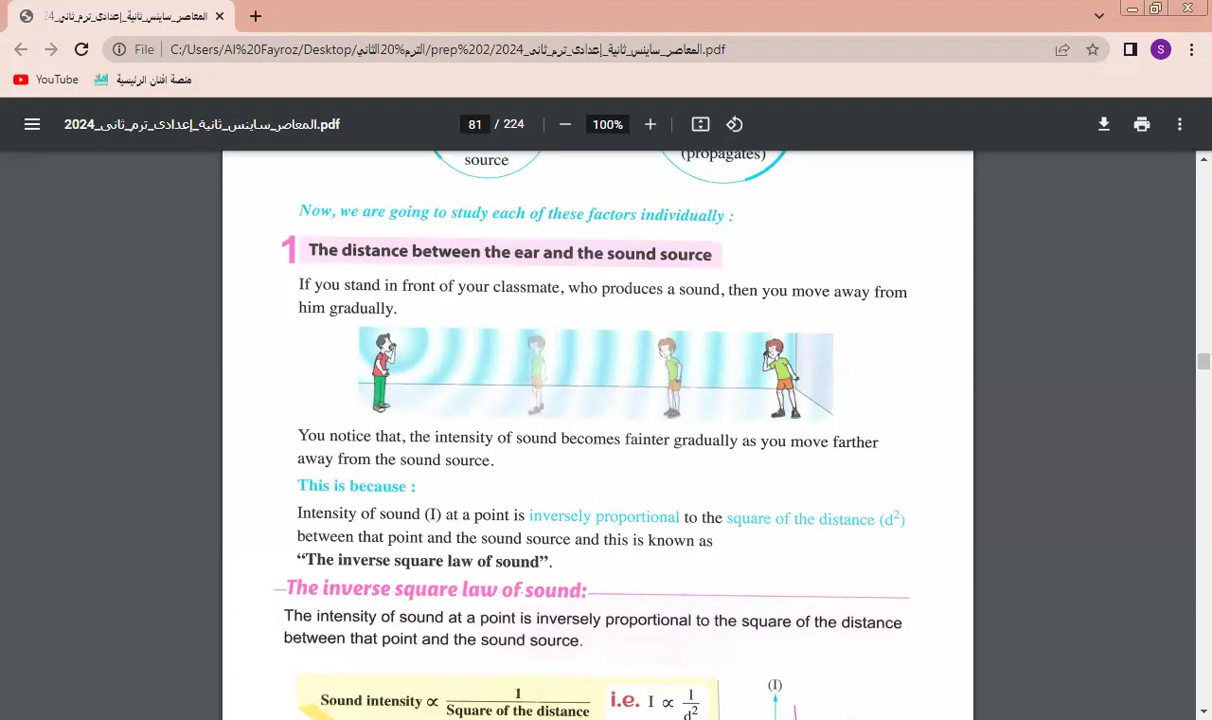 المعاصر_ساينس_ثانية_إعدادى_ترم_ثانى_24
File
C:/Users/Al%20Fayroz/Desktop/الترم%20الثاني/prep%202/2024_المعاصر_ساينس_ثانية_إعدادى_ترم_ثانى.pdf
S
YouTube
منصة افنان الرئيسية
2024_المعاصر_ساينس_ثانية_إعدادى_ترم_ثانى.pdf
81 / 224
100%
source
(propagates)
Now, we are going to study each of these factors individually :
1 The distance between the ear and the sound source
If you stand in front of your classmate, who produces a sound, then you move away from
him gradually.
You notice that, the intensity of sound becomes fainter gradually as you move farther
away from the sound source.
This is because :
Intensity of sound (I) at a point is inversely proportional to the square of the distance (d²)
between that point and the sound source and this is known as
“The inverse square law of sound”.
The inverse square law of sound:
The intensity of sound at a point is inversely proportional to the square of the distance
between that point and the sound source.
Sound intensity ∝ 1 / Square of the distance
i.e. I ∝ 1 / d²
(I)